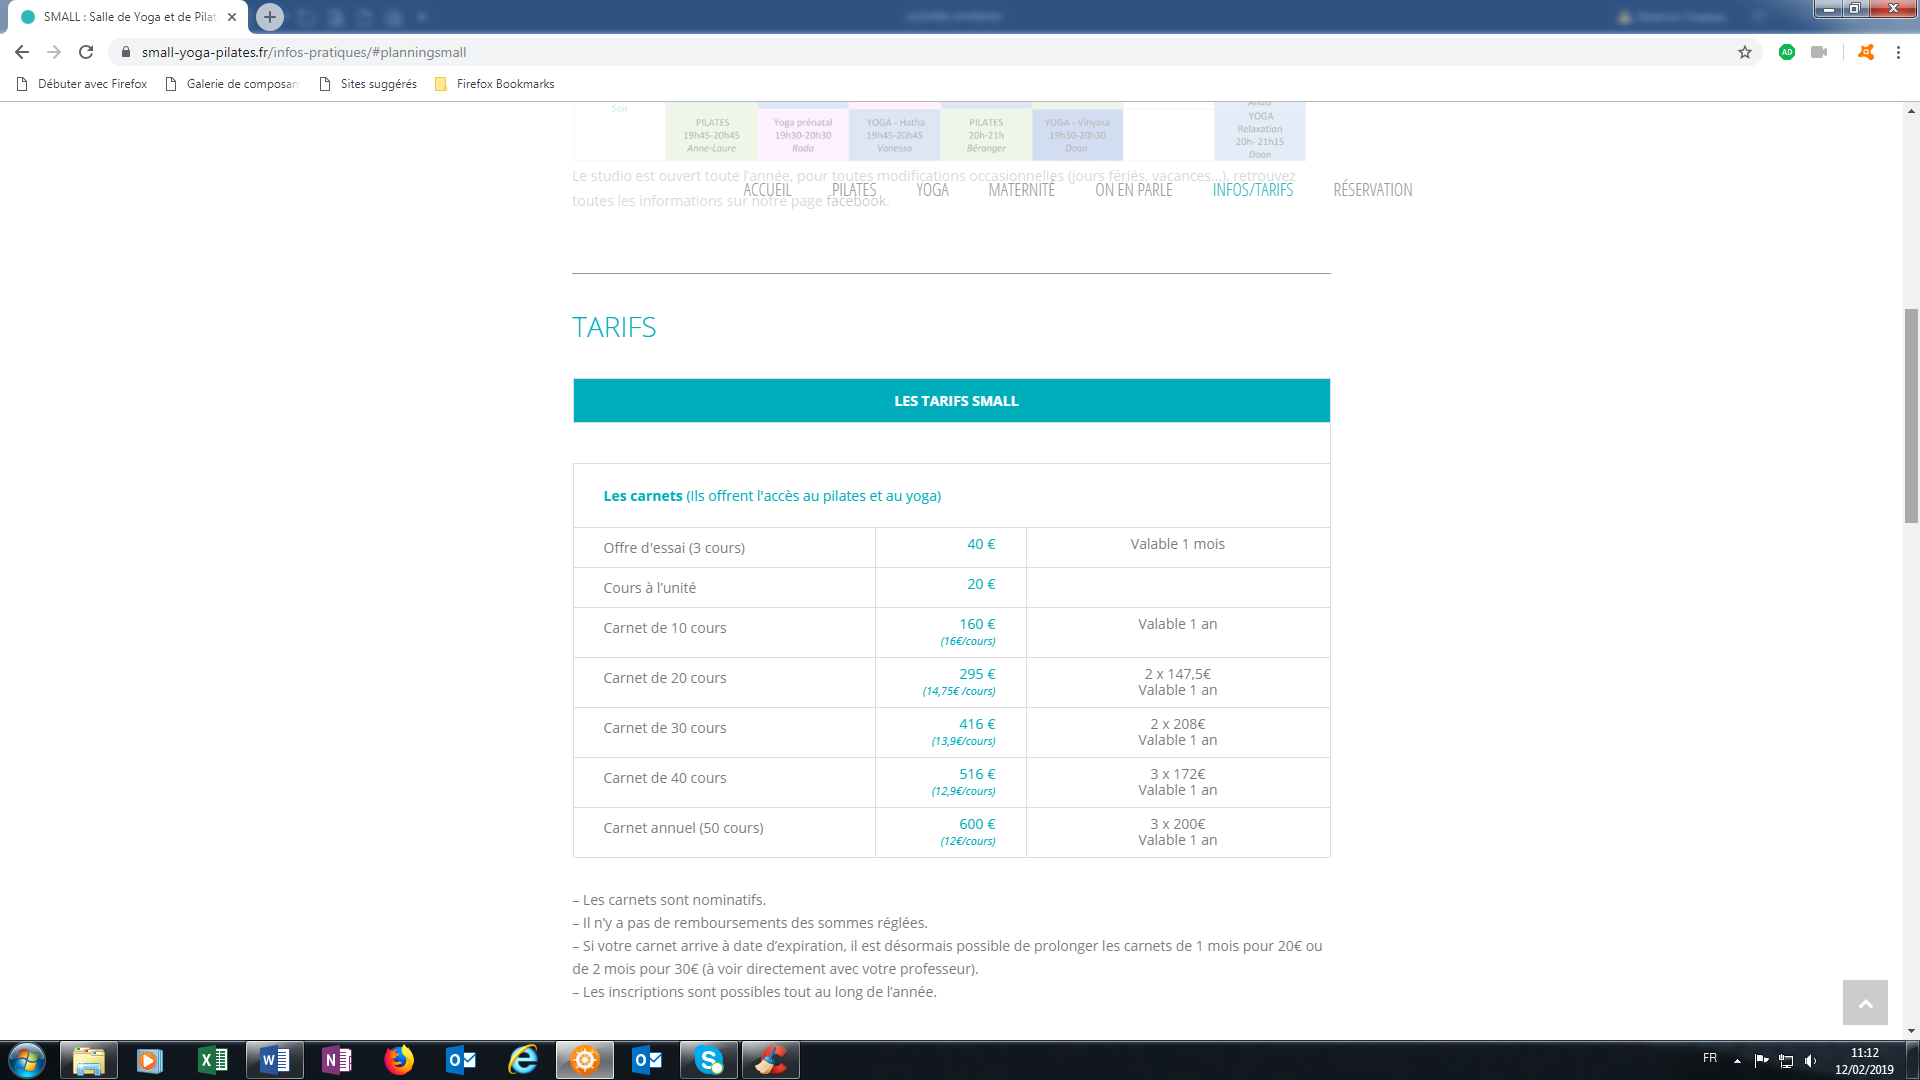 SMALL : Salle de Yoga et de Pilat
small-yoga-pilates.fr/infos-pratiques/#planningsmall
Débuter avec Firefox
Galerie de composan
Sites suggérés
Firefox Bookmarks
Soir
Anaïs
PILATES
19h45-20h45
Anne-Laure
Yoga prénatal
19h30-20h30
Rada
YOGA - Hatha
19h45-20h45
Vanessa
PILATES
20h-21h
Béranger
YOGA - Vinyasa
19h30-20h30
Doan
YOGA
Relaxation
20h- 21h15
Doan
Le studio est ouvert toute l'année, pour toutes modifications occasionnelles (jours fériés, vacances…), retrouvez
toutes les informations sur notre page facebook.
ACCUEIL PILATES YOGA MATERNITÉ ON EN PARLE INFOS/TARIFS RÉSERVATION
TARIFS
LES TARIFS SMALL
Les carnets (Ils offrent l'accès au pilates et au yoga)
Offre d'essai (3 cours)
40 €
Valable 1 mois
Cours à l’unité
20 €
Carnet de 10 cours
160 €
(16€/cours)
Valable 1 an
Carnet de 20 cours
295 €
(14,75€ /cours)
2 x 147,5€
Valable 1 an
Carnet de 30 cours
416 €
(13,9€/cours)
2 x 208€
Valable 1 an
Carnet de 40 cours
516 €
(12,9€/cours)
3 x 172€
Valable 1 an
Carnet annuel (50 cours)
600 €
(12€/cours)
3 x 200€
Valable 1 an
– Les carnets sont nominatifs.
– Il n’y a pas de remboursements des sommes réglées.
– Si votre carnet arrive à date d’expiration, il est désormais possible de prolonger les carnets de 1 mois pour 20€ ou
de 2 mois pour 30€ (à voir directement avec votre professeur).
– Les inscriptions sont possibles tout au long de l’année.
FR
11:12
12/02/2019